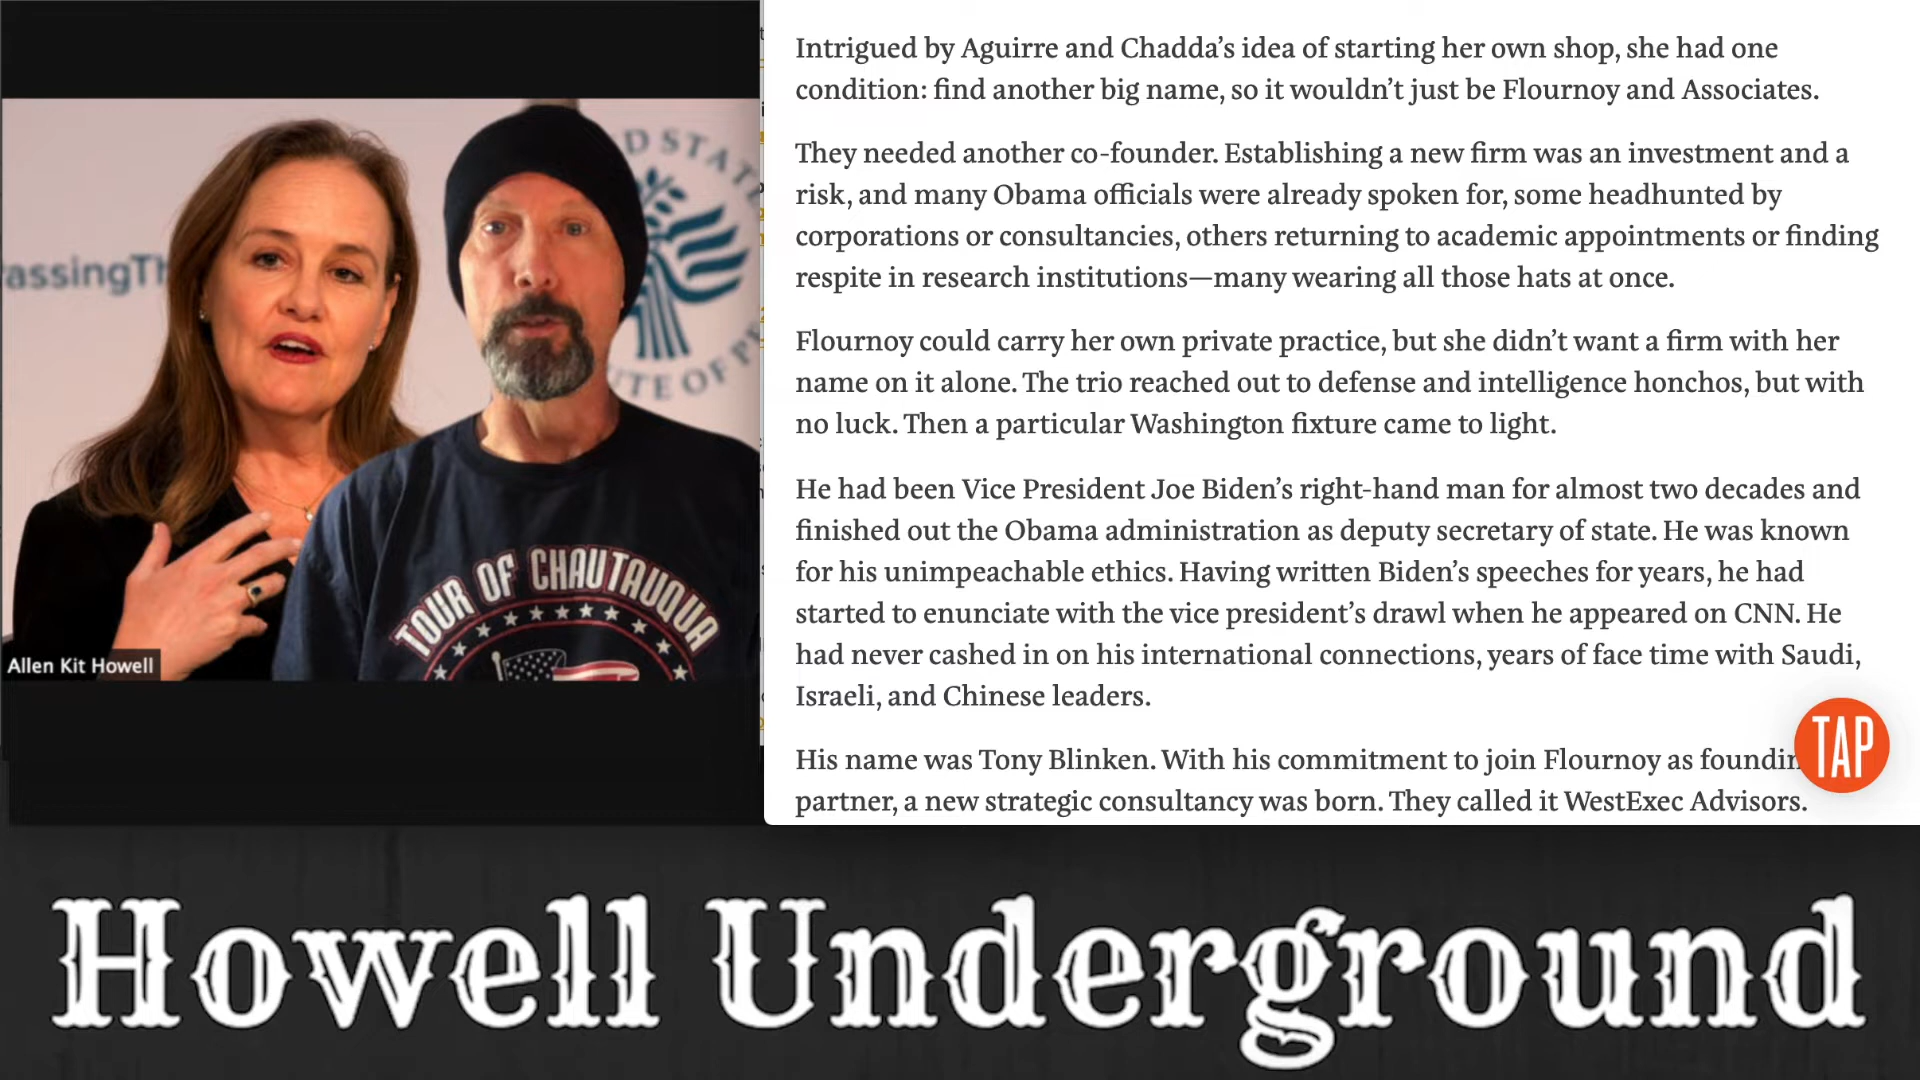 Intrigued by Aguirre and Chadda’s idea of starting her own shop, she had one
condition: find another big name, so it wouldn’t just be Flournoy and Associates.
They needed another co-founder. Establishing a new firm was an investment and a
risk, and many Obama officials were already spoken for, some headhunted by
corporations or consultancies, others returning to academic appointments or finding
respite in research institutions—many wearing all those hats at once.
Flournoy could carry her own private practice, but she didn’t want a firm with her
name on it alone. The trio reached out to defense and intelligence honchos, but with
no luck. Then a particular Washington fixture came to light.
He had been Vice President Joe Biden’s right-hand man for almost two decades and
finished out the Obama administration as deputy secretary of state. He was known
for his unimpeachable ethics. Having written Biden’s speeches for years, he had
started to enunciate with the vice president’s drawl when he appeared on CNN. He
had never cashed in on his international connections, years of face time with Saudi,
Israeli, and Chinese leaders.
His name was Tony Blinken. With his commitment to join Flournoy as foundin
partner, a new strategic consultancy was born. They called it WestExec Advisors.
TAP
assingTh
D STATE
TE OF PE
TOUR OF CHAUTAUQUA
Allen Kit Howell
Howell Underground